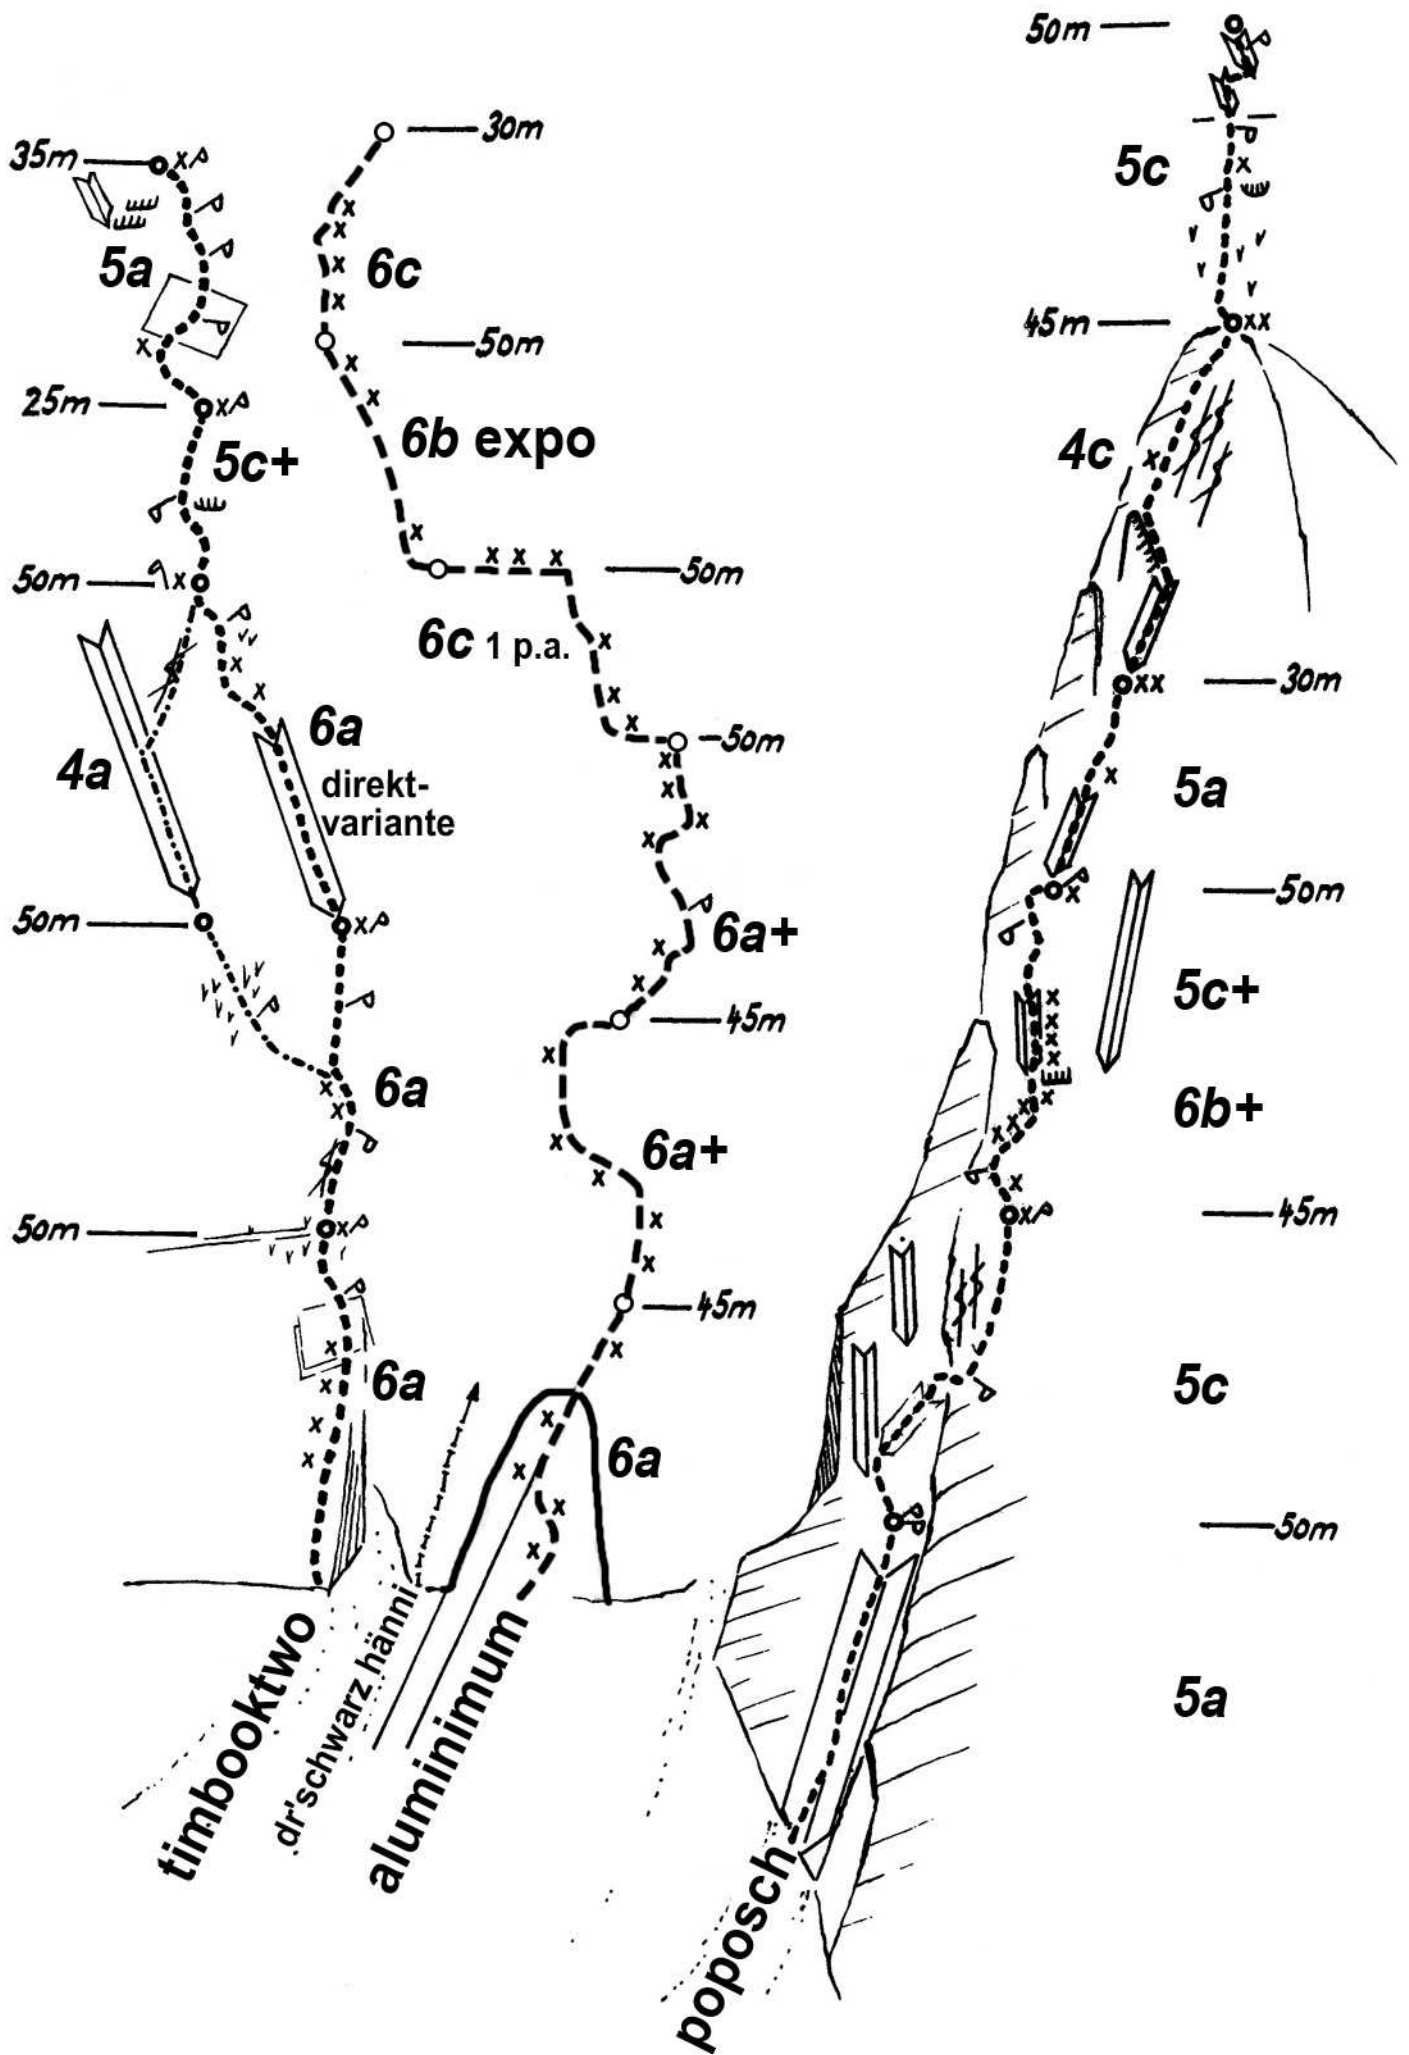 50m
30m
35m
5c
5a
6c
45m
50m
25m
6b expo
4c
5c+
50m
50m
6c 1 p.a.
30m
50m
6a
direkt-
variante
4a
5a
50m
50m
6a+
5c+
45m
6a
6b+
6a+
45m
50m
45m
6a
5c
6a
50m
timbooktwo
dr'schwarz hänni
aluminimum
5a
poposch